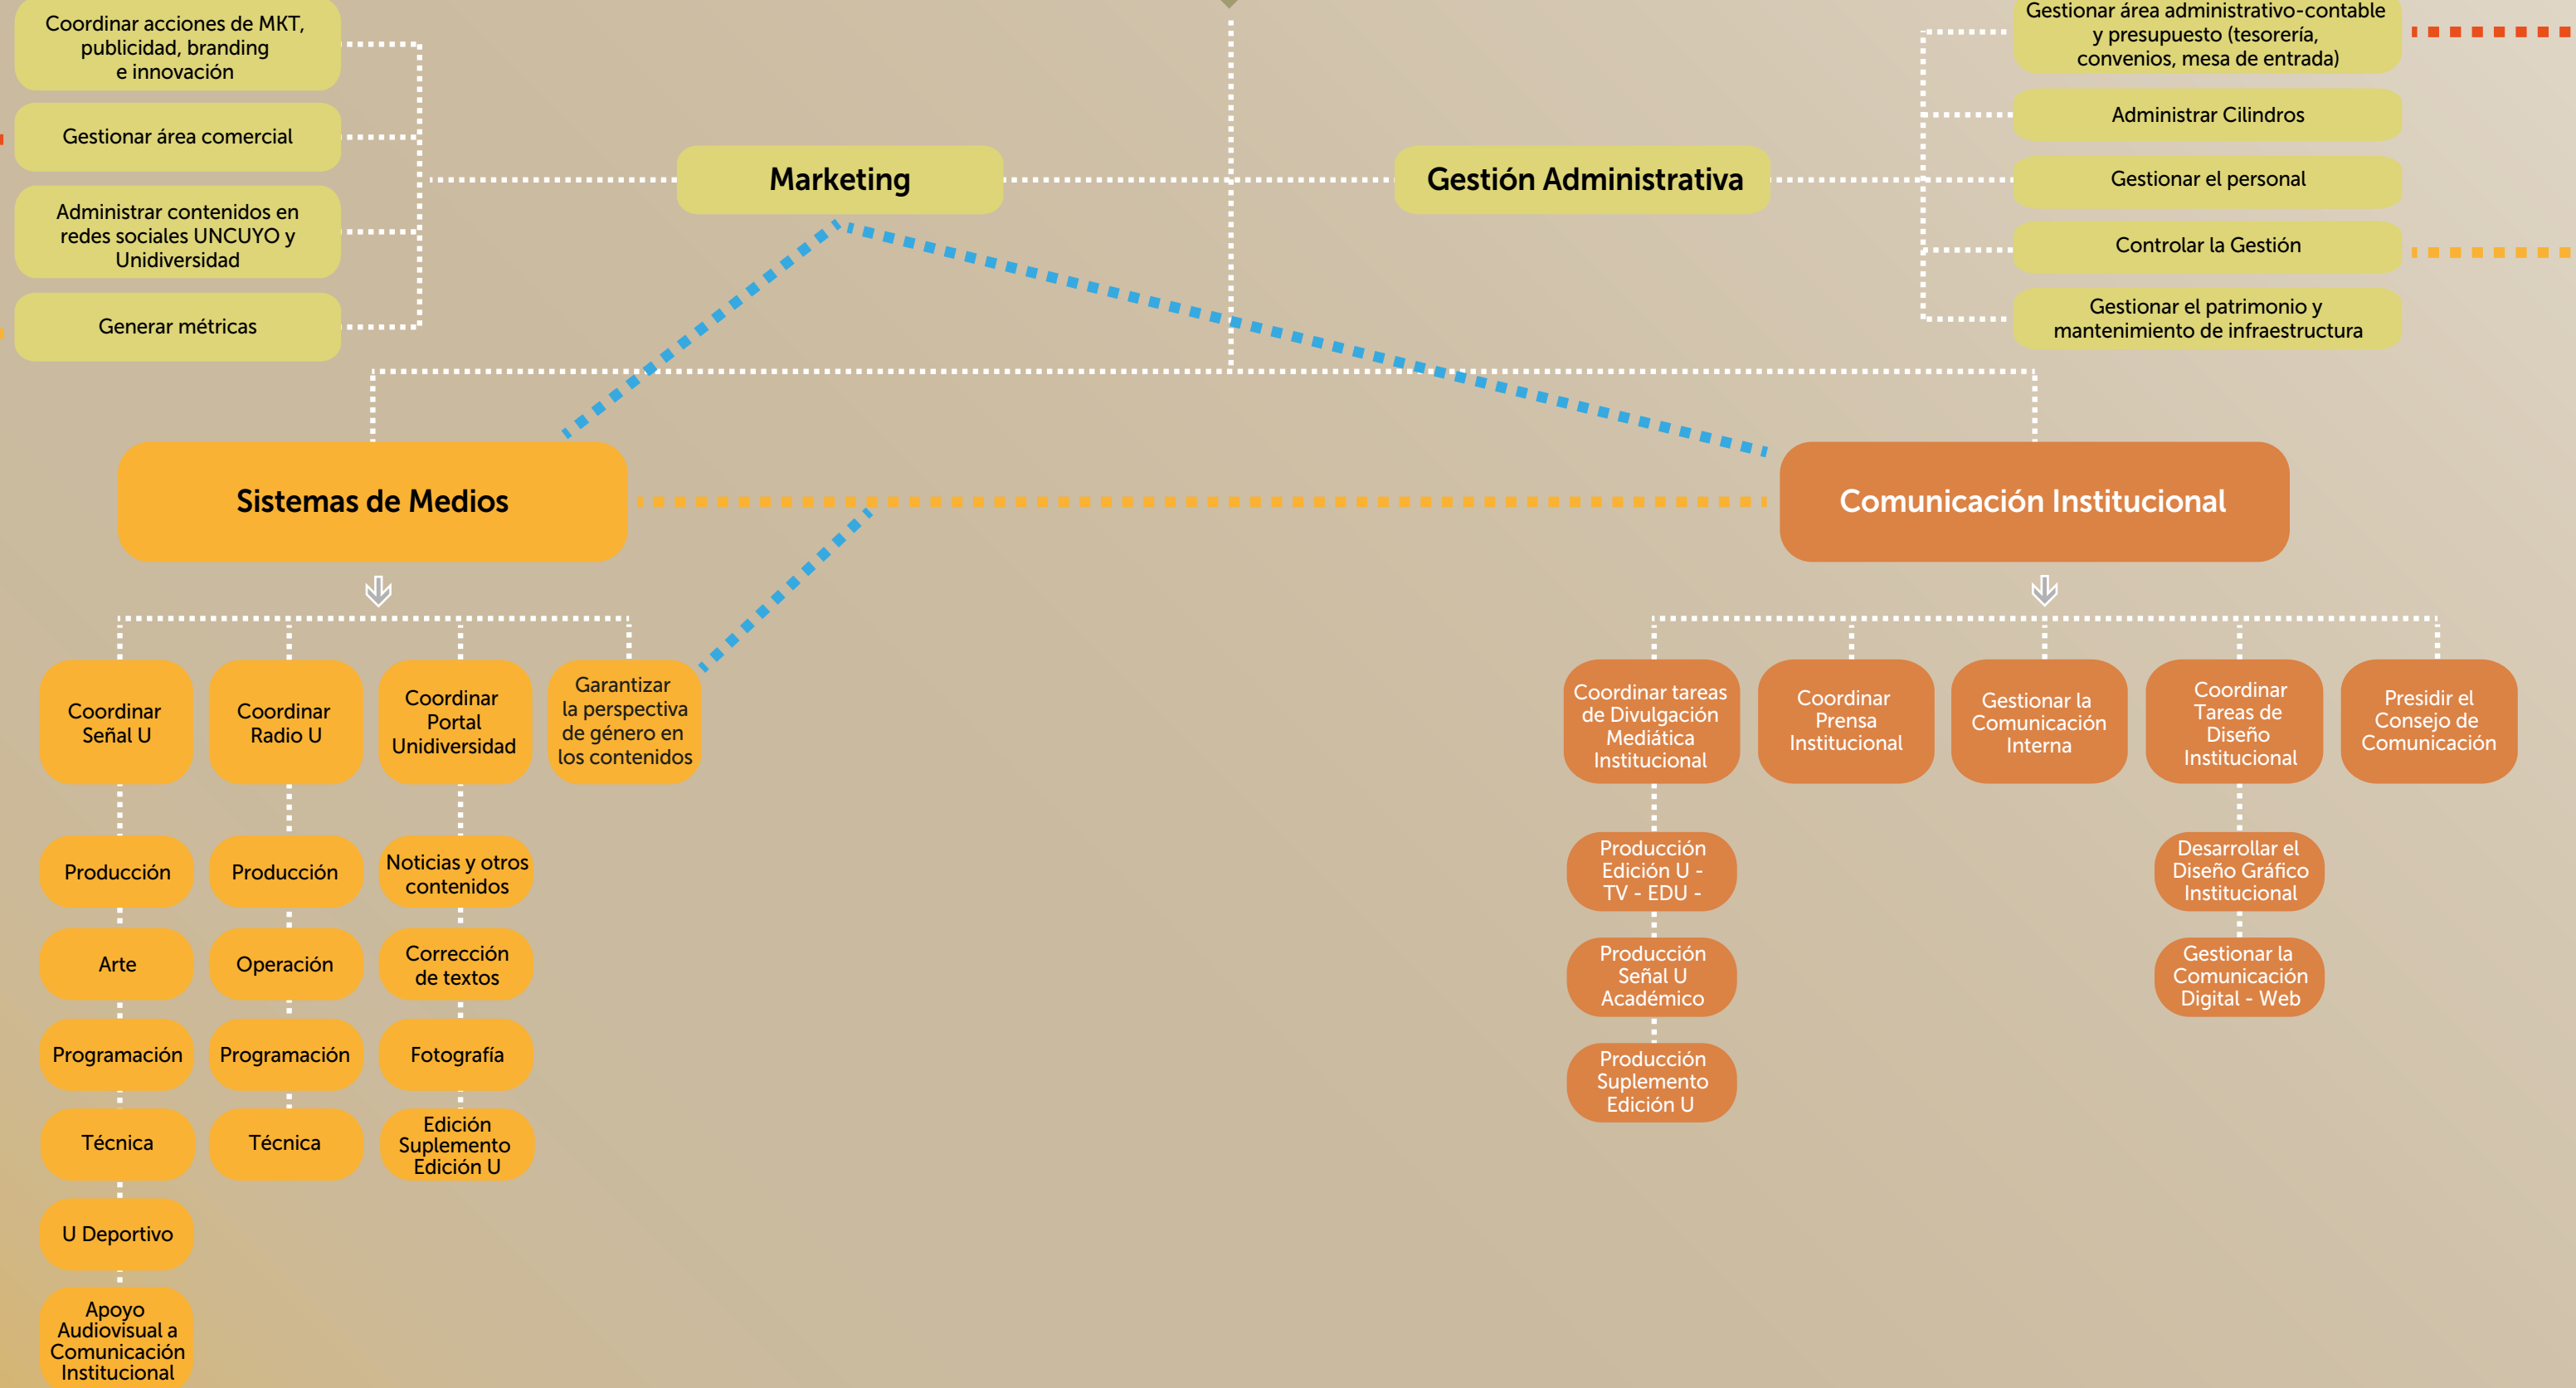 Coordinar acciones de MKT,
publicidad, branding
e innovación
Gestionar área comercial
Administrar contenidos en
redes sociales UNCUYO y
Unidiversidad
Generar métricas
Marketing
Gestión Administrativa
Gestionar área administrativo-contable
y presupuesto (tesorería,
convenios, mesa de entrada)
Administrar Cilindros
Gestionar el personal
Controlar la Gestión
Gestionar el patrimonio y
mantenimiento de infraestructura
Sistemas de Medios
Comunicación Institucional
Coordinar
Señal U
Producción
Arte
Programación
Técnica
U Deportivo
Apoyo
Audiovisual a
Comunicación
Institucional
Coordinar
Radio U
Producción
Operación
Programación
Técnica
Coordinar
Portal
Unidiversidad
Noticias y otros
contenidos
Corrección
de textos
Fotografía
Edición
Suplemento
Edición U
Garantizar
la perspectiva
de género en
los contenidos
Coordinar tareas
de Divulgación
Mediática
Institucional
Producción
Edición U -
TV - EDU -
Producción
Señal U
Académico
Producción
Suplemento
Edición U
Coordinar
Prensa
Institucional
Gestionar la
Comunicación
Interna
Coordinar
Tareas de
Diseño
Institucional
Desarrollar el
Diseño Gráfico
Institucional
Gestionar la
Comunicación
Digital - Web
Presidir el
Consejo de
Comunicación